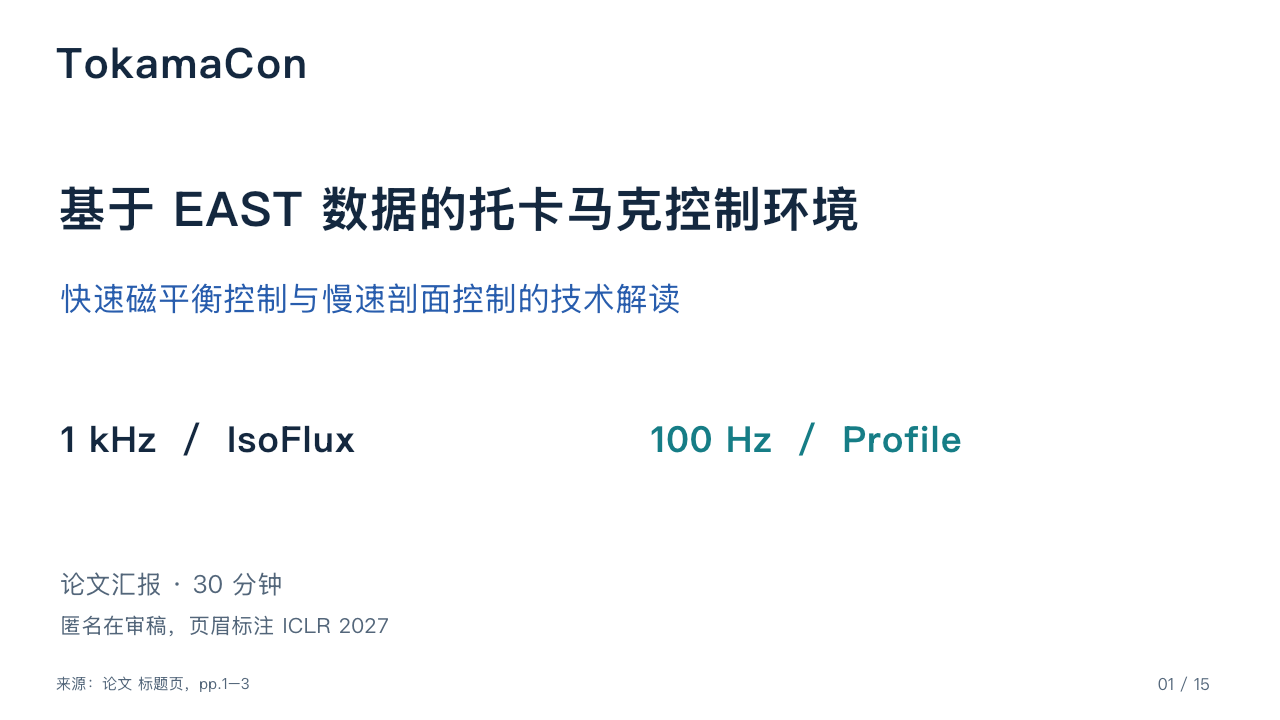 TokamaCon
基于 EAST 数据的托卡马克控制环境
快速磁平衡控制与慢速剖面控制的技术解读
1 kHz / IsoFlux
100 Hz / Profile
论文汇报 · 30 分钟
匿名在审稿，页眉标注 ICLR 2027
来源：论文 标题页，pp.1–3
01 / 15